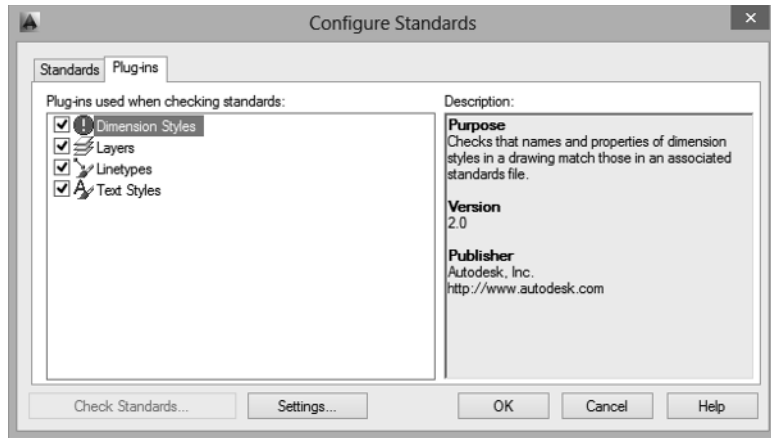 Configure Standards
Standards Plug-ins
Plug-ins used when checking standards:
Dimension Styles
Layers
Linetypes
Text Styles
Description:
Purpose
Checks that names and properties of dimension
styles in a drawing match those in an associated
standards file.
Version
2.0
Publisher
Autodesk, Inc.
http://www.autodesk.com
Check Standards... Settings... OK Cancel Help